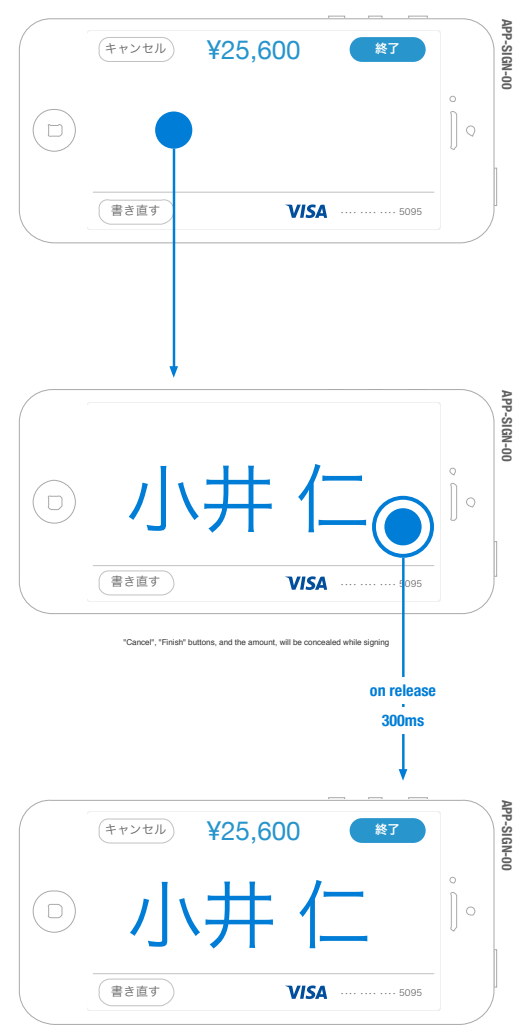 キャンセル ¥25,600 終了
APP-SIGN-00
書き直す VISA ···· ···· ···· 5095
APP-SIGN-00
小井 仁
書き直す VISA ···· ···· ···· 5095
"Cancel", "Finish" buttons, and the amount, will be concealed while signing
on release
300ms
キャンセル ¥25,600 終了
APP-SIGN-00
小井 仁
書き直す VISA ···· ···· ···· 5095